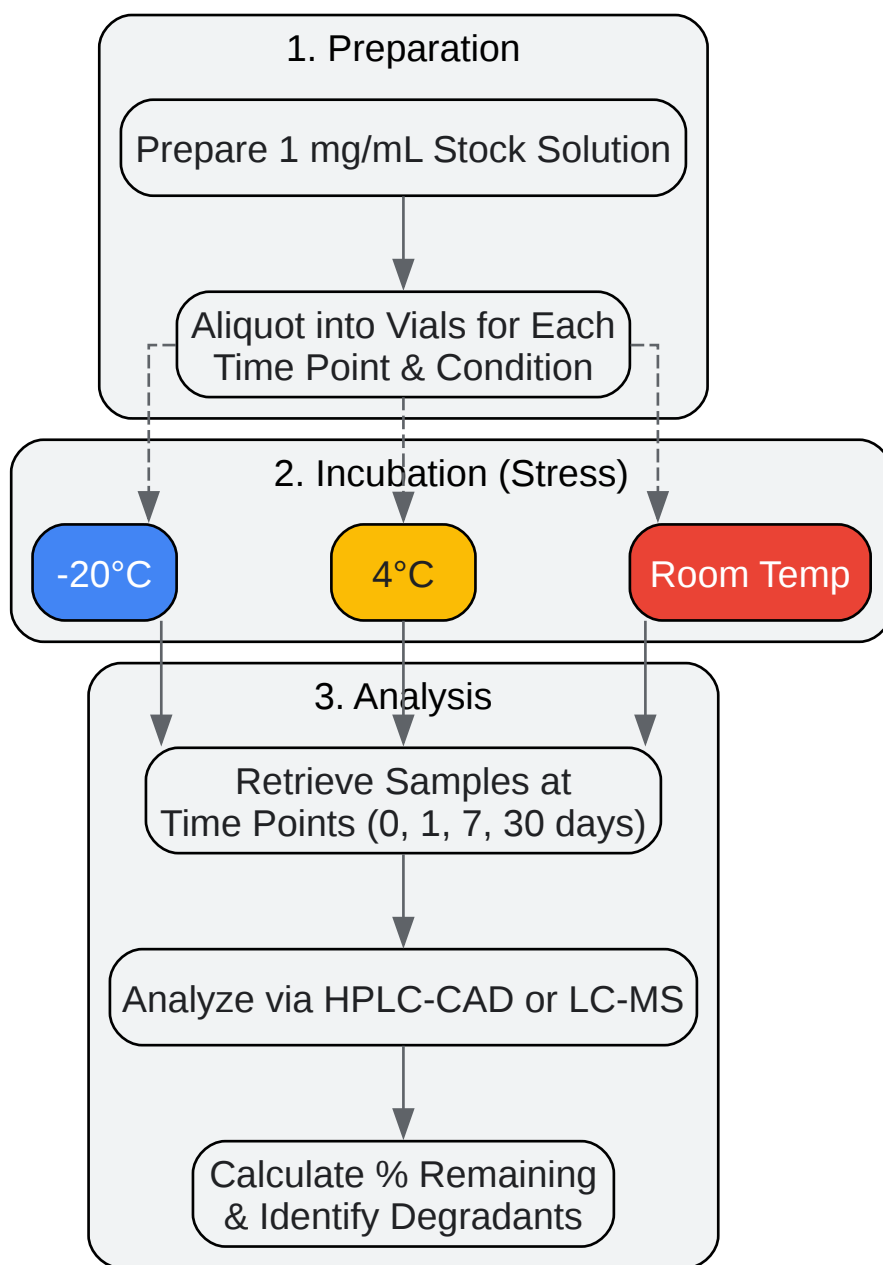 1. Preparation
Prepare 1 mg/mL Stock Solution
Aliquot into Vials for Each
Time Point & Condition
2. Incubation (Stress)
-20°C
4°C
Room Temp
3. Analysis
Retrieve Samples at
Time Points (0, 1, 7, 30 days)
Analyze via HPLC-CAD or LC-MS
Calculate % Remaining
& Identify Degradants